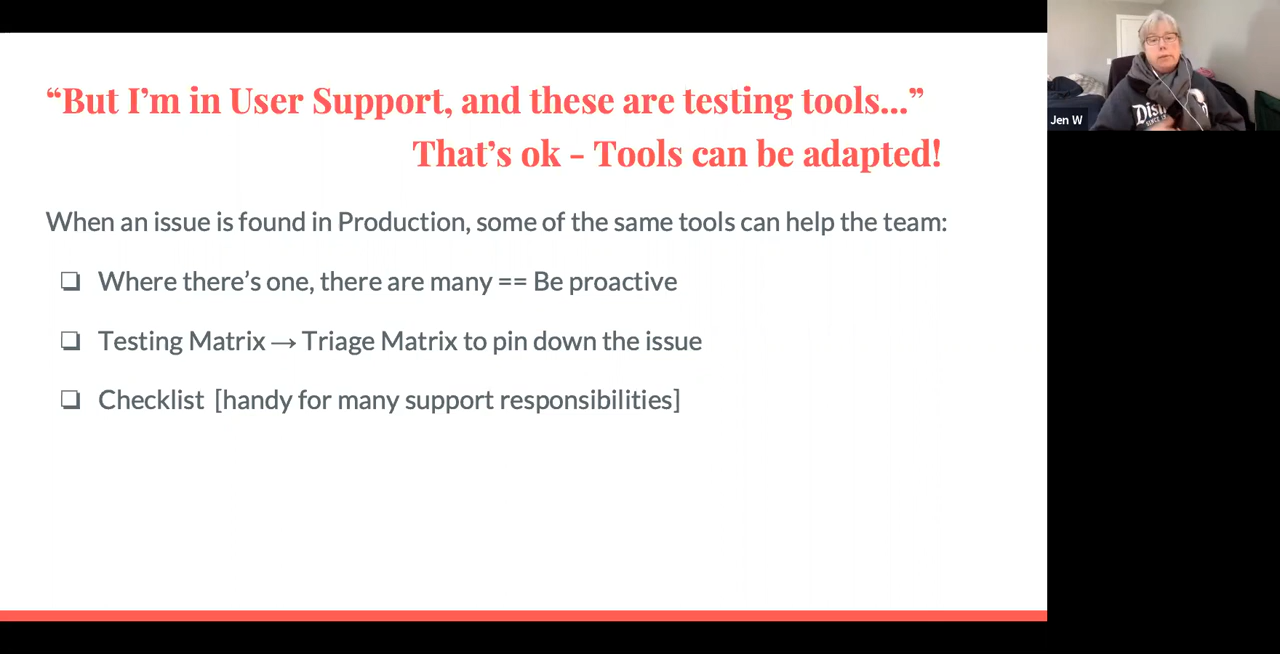 “But I’m in User Support, and these are testing tools...”
That’s ok - Tools can be adapted!
When an issue is found in Production, some of the same tools can help the team:
❑ Where there’s one, there are many == Be proactive
❑ Testing Matrix → Triage Matrix to pin down the issue
❑ Checklist [handy for many support responsibilities]
Jen W